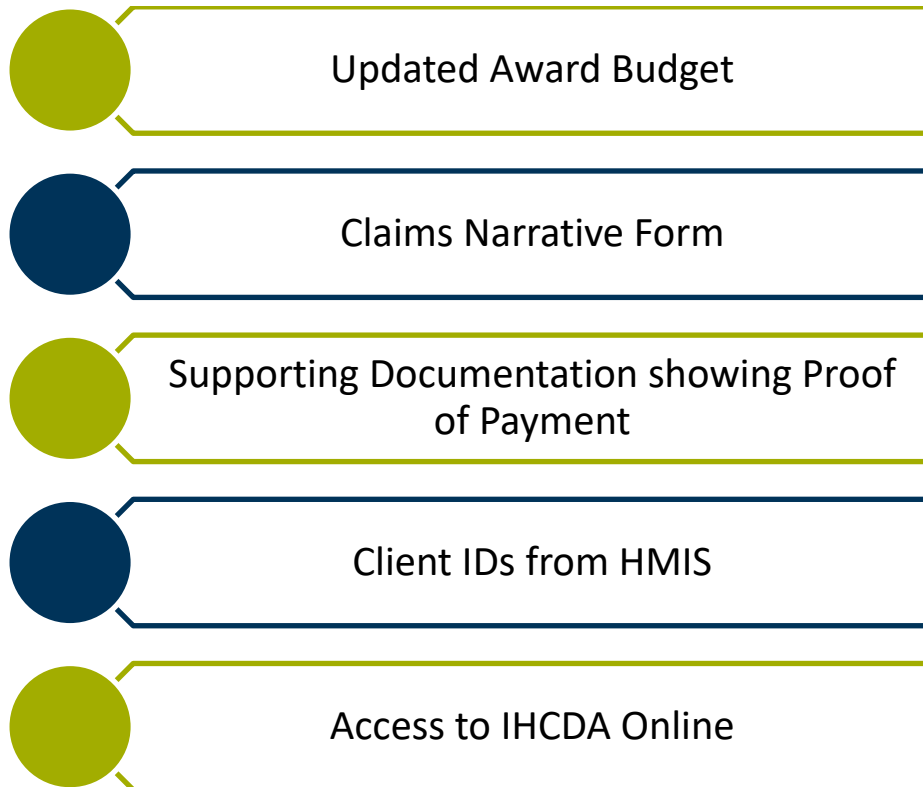 Updated Award Budget
Claims Narrative Form
Supporting Documentation showing Proof
of Payment
Client IDs from HMIS
Access to IHCDA Online